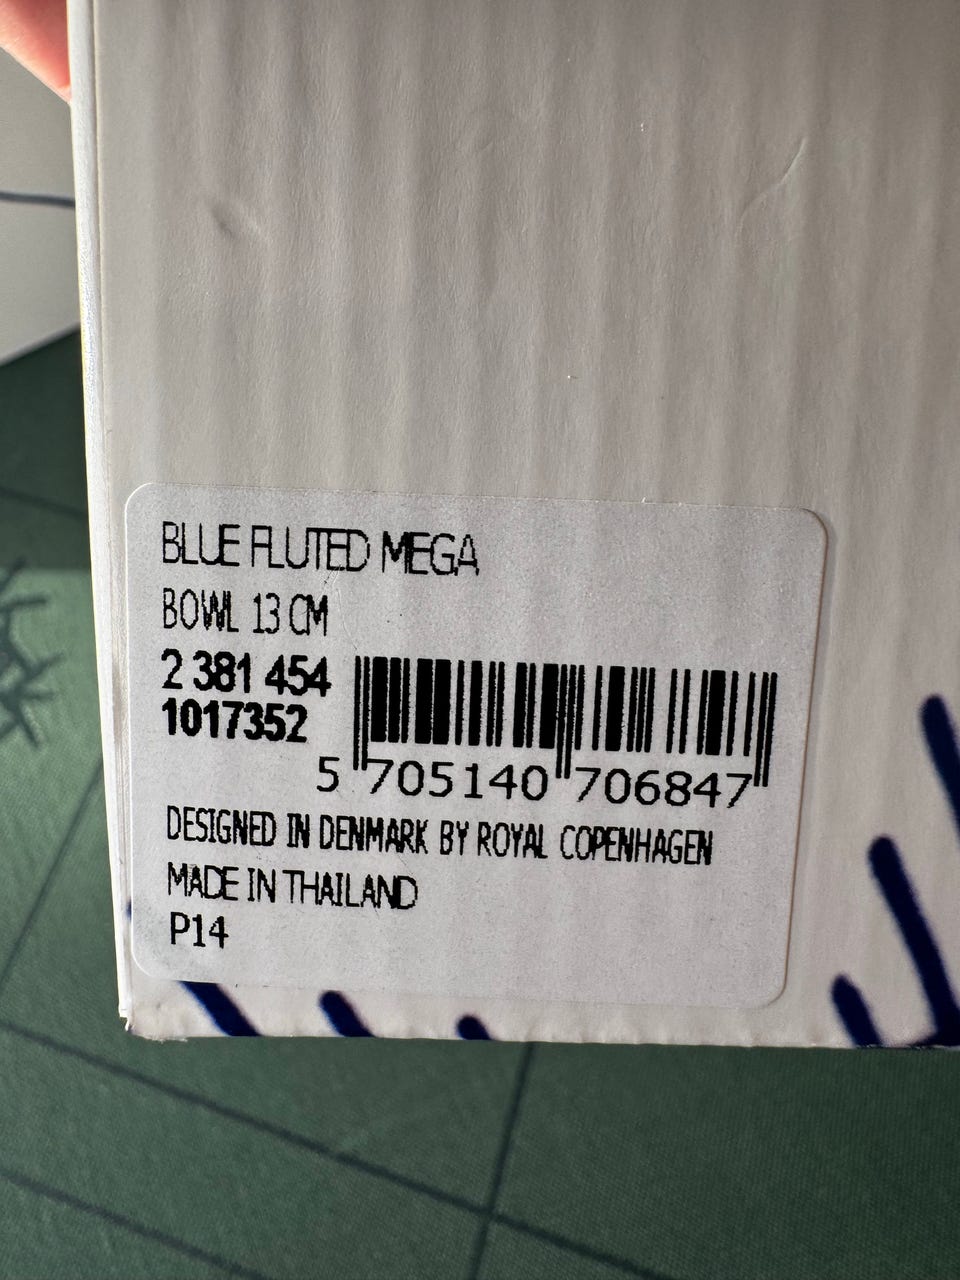 BLUE FLUTED MEGA
BOWL 13 CM
2 381 454
1017352
5 705140 706847
DESIGNED IN DENMARK BY ROYAL COPENHAGEN
MADE IN THAILAND
P14